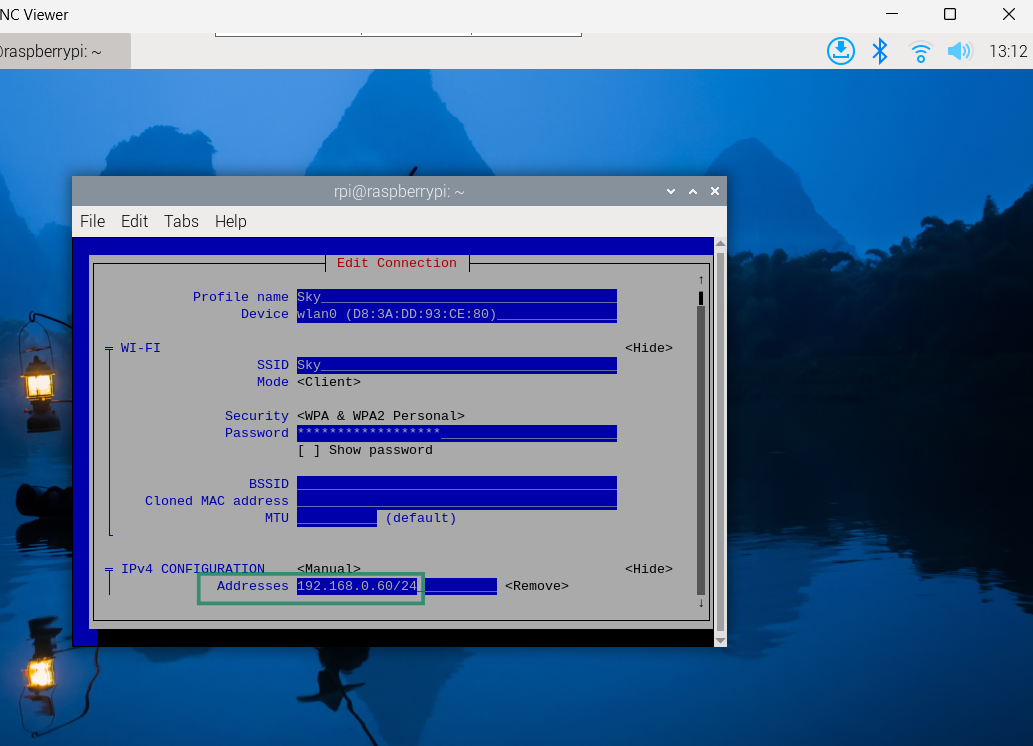 NC Viewer
@raspberrypi: ~
13:12
rpi@raspberrypi: ~
File Edit Tabs Help
Edit Connection
Profile name Sky
Device wlan0 (D8:3A:DD:93:CE:80)
WI-FI <Hide>
SSID Sky
Mode <Client>
Security <WPA & WPA2 Personal>
Password ******************
[ ] Show password
BSSID
Cloned MAC address
MTU (default)
IPv4 CONFIGURATION <Manual> <Hide>
Addresses 192.168.0.60/24 <Remove>